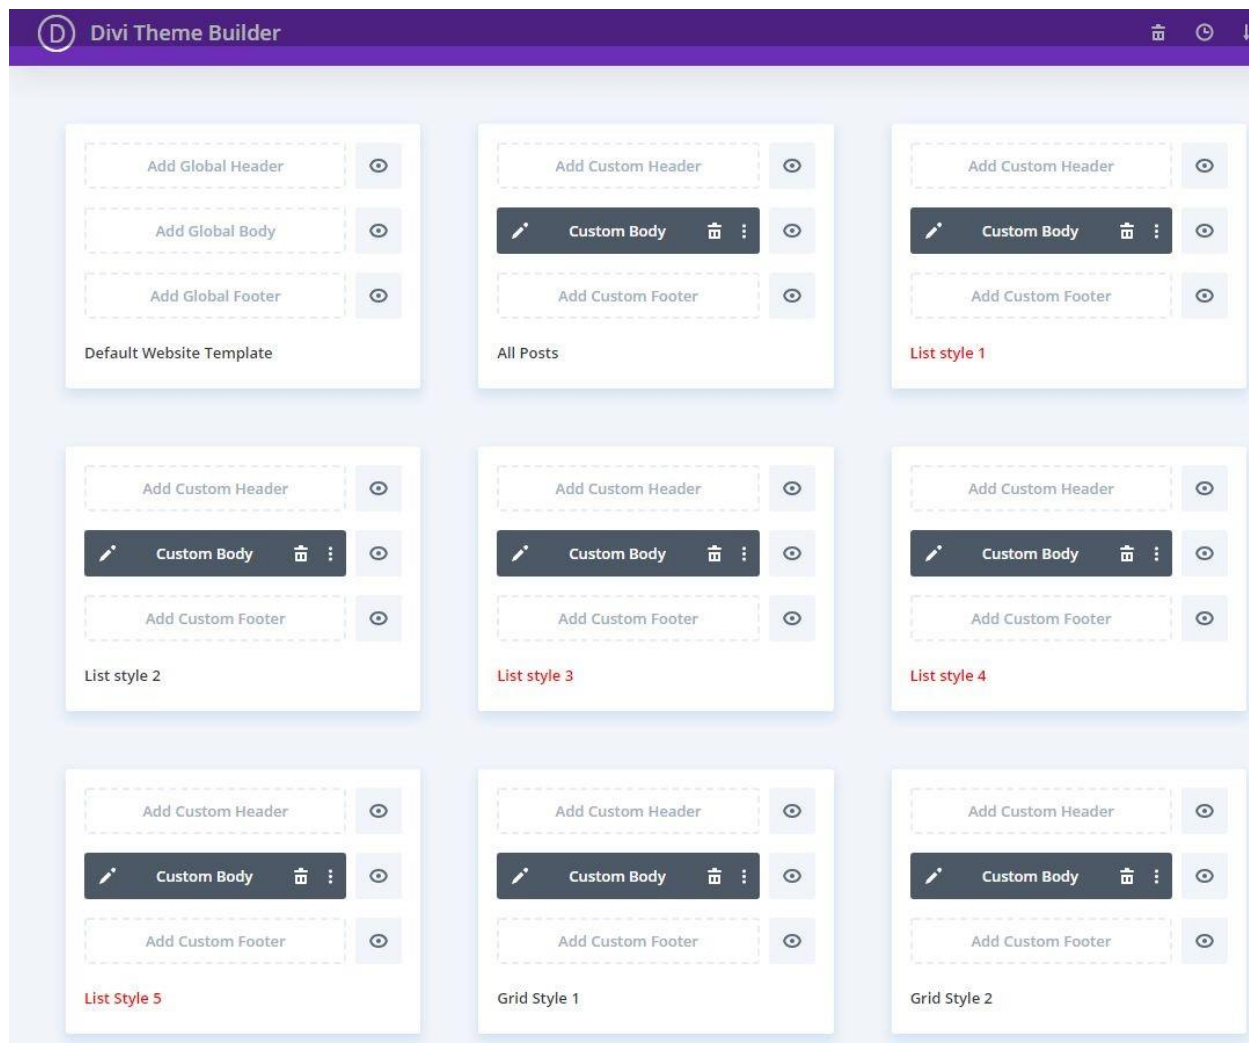 D Divi Theme Builder
Add Global Header
Add Global Body
Add Global Footer
Default Website Template
Add Custom Header
Custom Body
Add Custom Footer
All Posts
Add Custom Header
Custom Body
Add Custom Footer
List style 1
Add Custom Header
Custom Body
Add Custom Footer
List style 2
Add Custom Header
Custom Body
Add Custom Footer
List style 3
Add Custom Header
Custom Body
Add Custom Footer
List style 4
Add Custom Header
Custom Body
Add Custom Footer
List Style 5
Add Custom Header
Custom Body
Add Custom Footer
Grid Style 1
Add Custom Header
Custom Body
Add Custom Footer
Grid Style 2